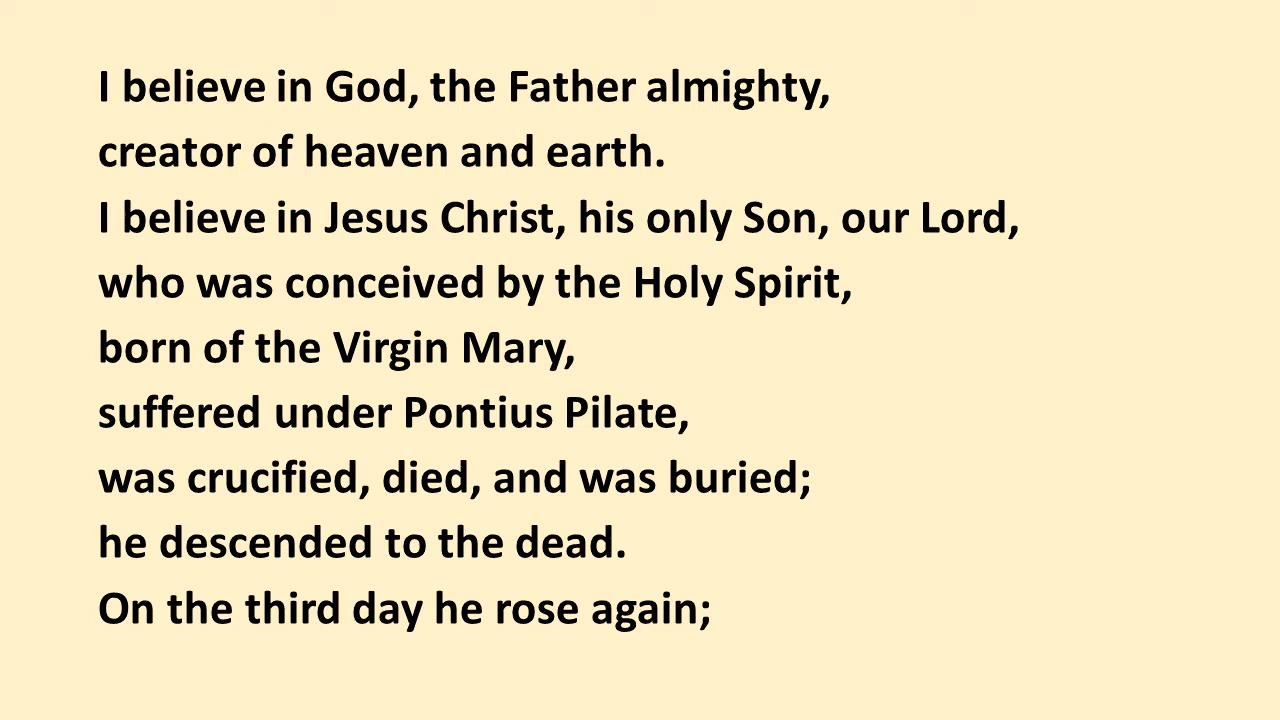 I believe in God, the Father almighty,
creator of heaven and earth.
I believe in Jesus Christ, his only Son, our Lord,
who was conceived by the Holy Spirit,
born of the Virgin Mary,
suffered under Pontius Pilate,
was crucified, died, and was buried;
he descended to the dead.
On the third day he rose again;